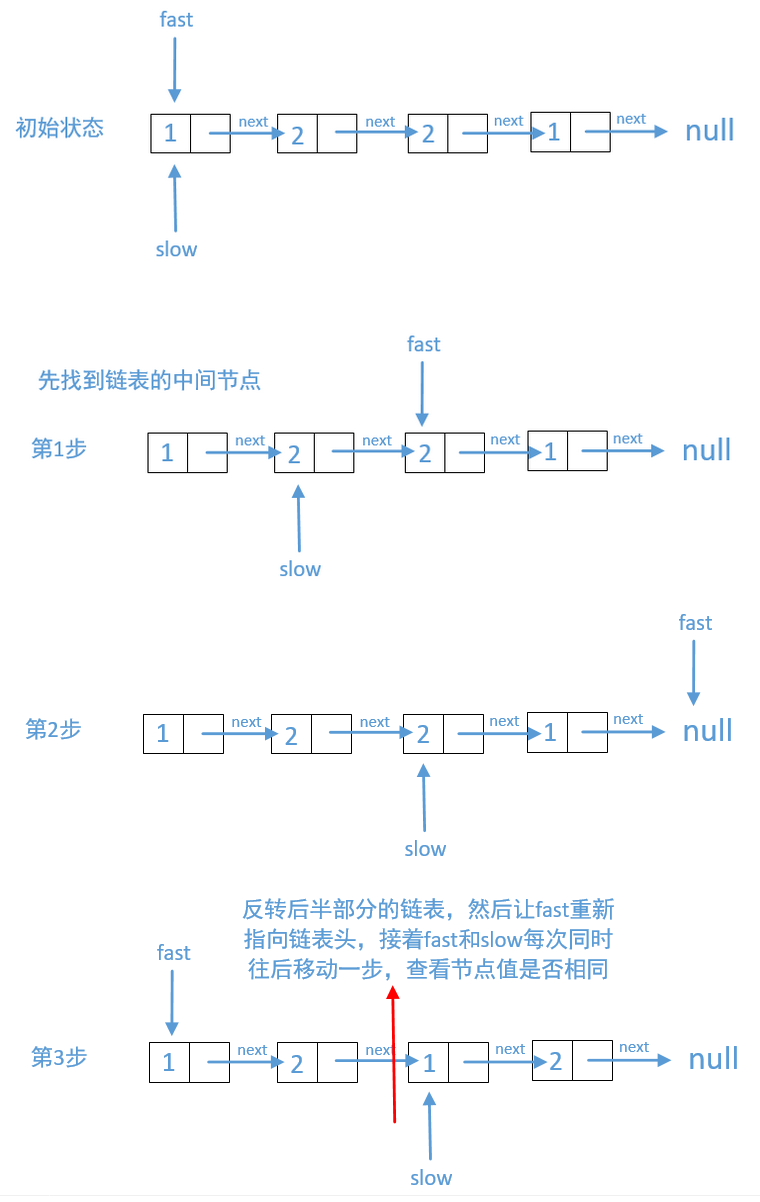 fast
初始状态 1 next 2 next 2 next 1 next null
slow
fast
先找到链表的中间节点
第1步 1 next 2 next 2 next 1 next null
slow
fast
第2步 1 next 2 next 2 next 1 next null
slow
反转后半部分的链表，然后让fast重新
指向链表头，接着fast和slow每次同时
往后移动一步，查看节点值是否相同
fast
第3步 1 next 2 next 1 next 2 next null
slow